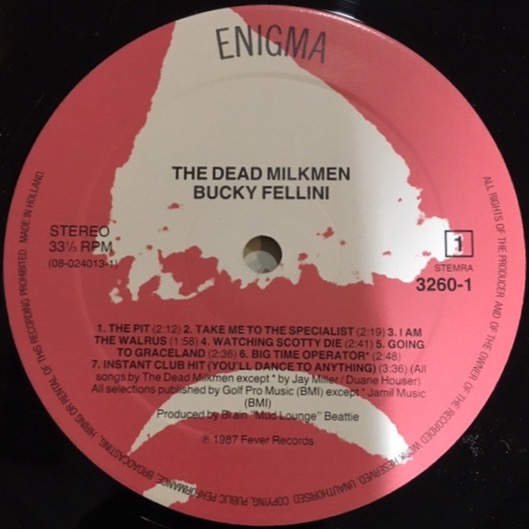 ENIGMA
THE DEAD MILKMEN
BUCKY FELLINI
STEREO
33⅓ RPM
(08-024013-1)
1
STEMRA
3260-1
1. THE PIT (2:12) 2. TAKE ME TO THE SPECIALIST (2:19) 3. I AM
THE WALRUS (1:58) 4. WATCHING SCOTTY DIE (2:41) 5. GOING
TO GRACELAND (2:36) 6. BIG TIME OPERATOR* (2:48)
7. INSTANT CLUB HIT (YOU'LL DANCE TO ANYTHING) (3:36) (All
songs by The Dead Milkmen except * by Jay Miller / Duane Houser)
All selections published by Golf Pro Music (BMI) except * Jamil Music
(BMI)
Produced by Brain "Mud Lounge" Beattie
℗ 1987 Fever Records
ALL RIGHTS OF THE PRODUCER AND OF THE OWNER OF THE RECORDED WORK RESERVED. UNAUTHORISED COPYING, PUBLIC PERFORMANCE, BROADCASTING, HIRING OR RENTAL OF THIS RECORDING PROHIBITED. MADE IN HOLLAND.